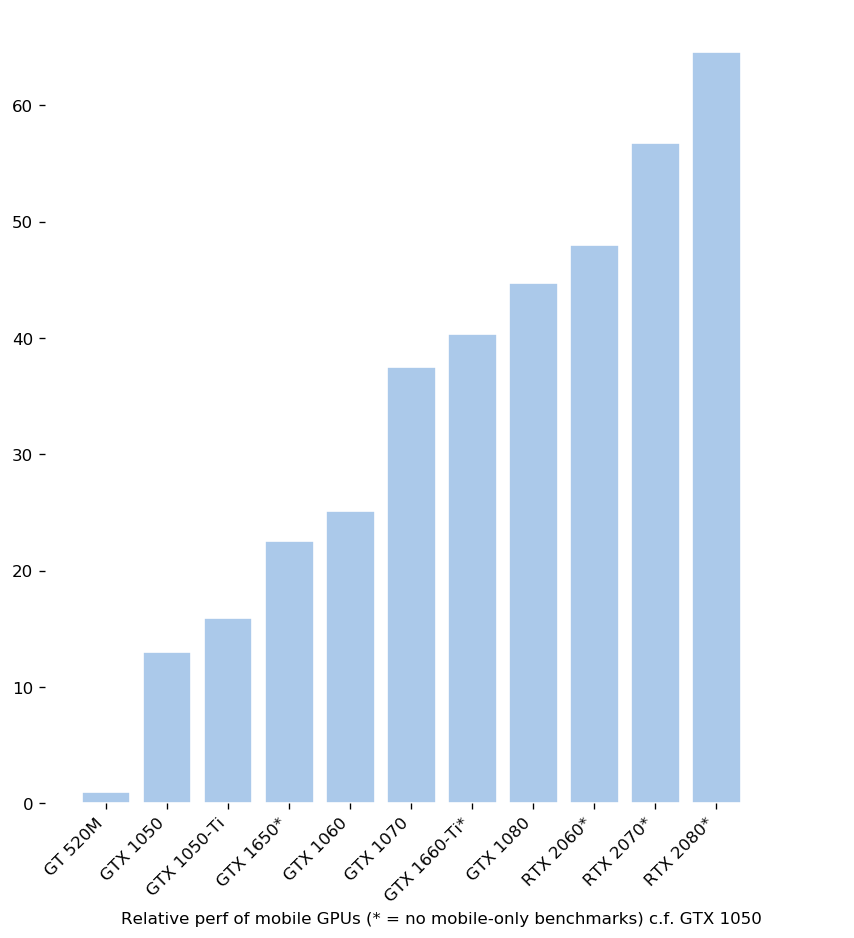 60
50
40
30
20
10
0
GT 520M
GTX 1050
GTX 1050-Ti
GTX 1650*
GTX 1060
GTX 1070
GTX 1660-Ti*
GTX 1080
RTX 2060*
RTX 2070*
RTX 2080*
Relative perf of mobile GPUs (* = no mobile-only benchmarks) c.f. GTX 1050